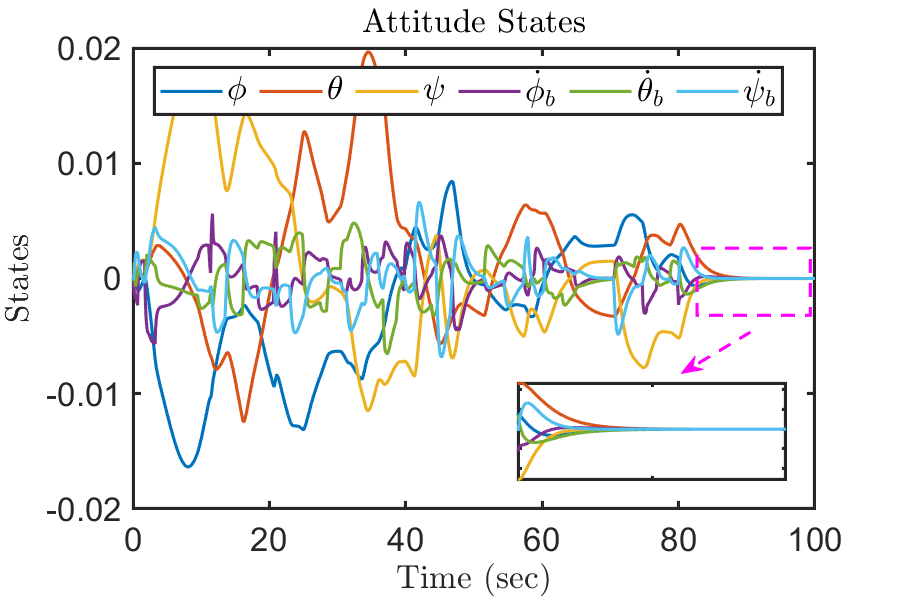 Attitude States
0.02
ϕ θ ψ ϕ̇_b θ̇_b ψ̇_b
0.01
0
-0.01
-0.02
States
0 20 40 60 80 100
Time (sec)